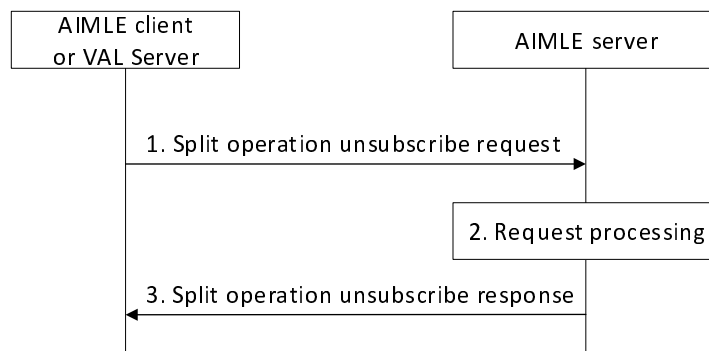 AIMLE client
or VAL Server
AIMLE server
1. Split operation unsubscribe request
2. Request processing
3. Split operation unsubscribe response